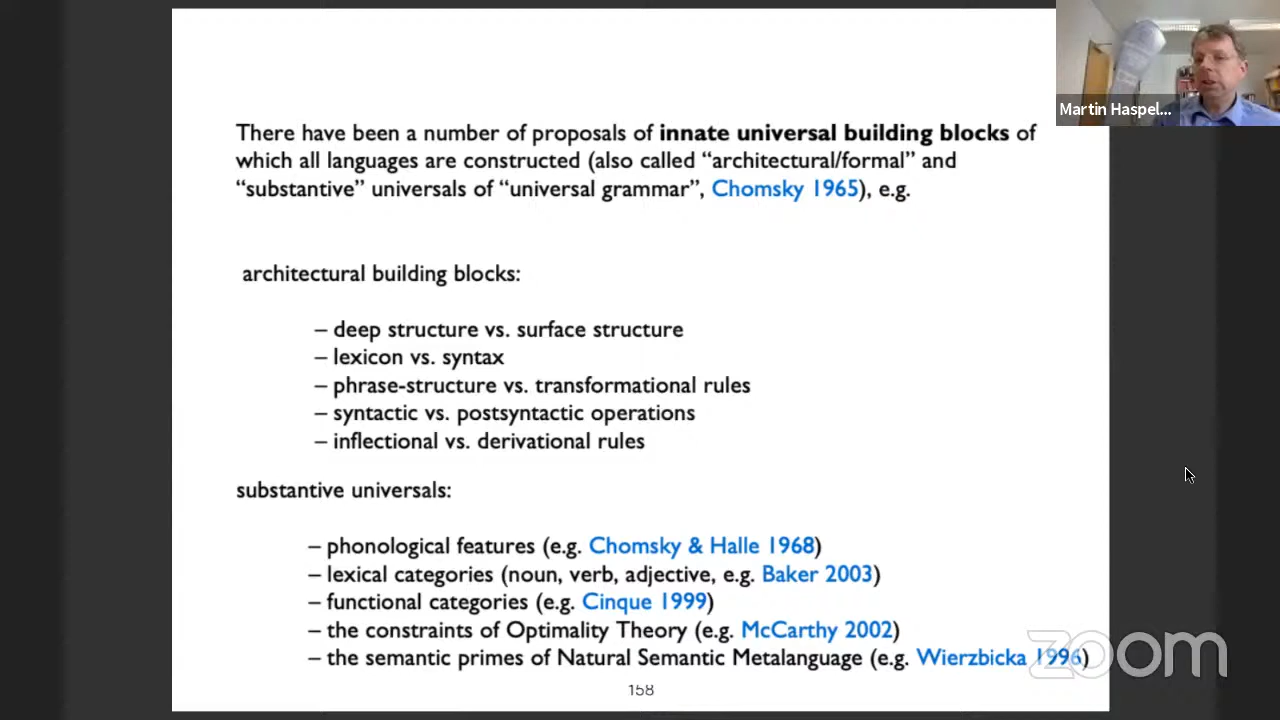 Martin Haspel...
There have been a number of proposals of innate universal building blocks of
which all languages are constructed (also called “architectural/formal” and
“substantive” universals of “universal grammar”, Chomsky 1965), e.g.
architectural building blocks:
– deep structure vs. surface structure
– lexicon vs. syntax
– phrase-structure vs. transformational rules
– syntactic vs. postsyntactic operations
– inflectional vs. derivational rules
substantive universals:
– phonological features (e.g. Chomsky & Halle 1968)
– lexical categories (noun, verb, adjective, e.g. Baker 2003)
– functional categories (e.g. Cinque 1999)
– the constraints of Optimality Theory (e.g. McCarthy 2002)
– the semantic primes of Natural Semantic Metalanguage (e.g. Wierzbicka 1996)
zoom
158